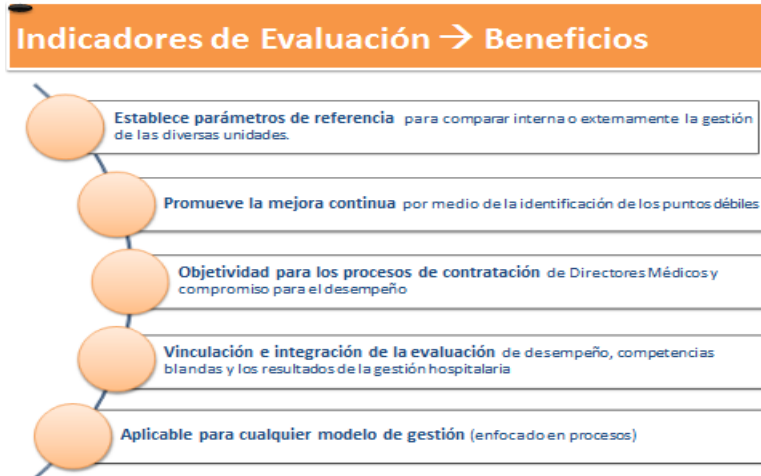 Indicadores de Evaluación → Beneficios
Establece parámetros de referencia para comparar interna o externamente la gestión
de las diversas unidades.
Promueve la mejora continua por medio de la identificación de los puntos débiles
Objetividad para los procesos de contratación de Directores Médicos y
compromiso para el desempeño
Vinculación e integración de la evaluación de desempeño, competencias
blandas y los resultados de la gestión hospitalaria
Aplicable para cualquier modelo de gestión (enfocado en procesos)